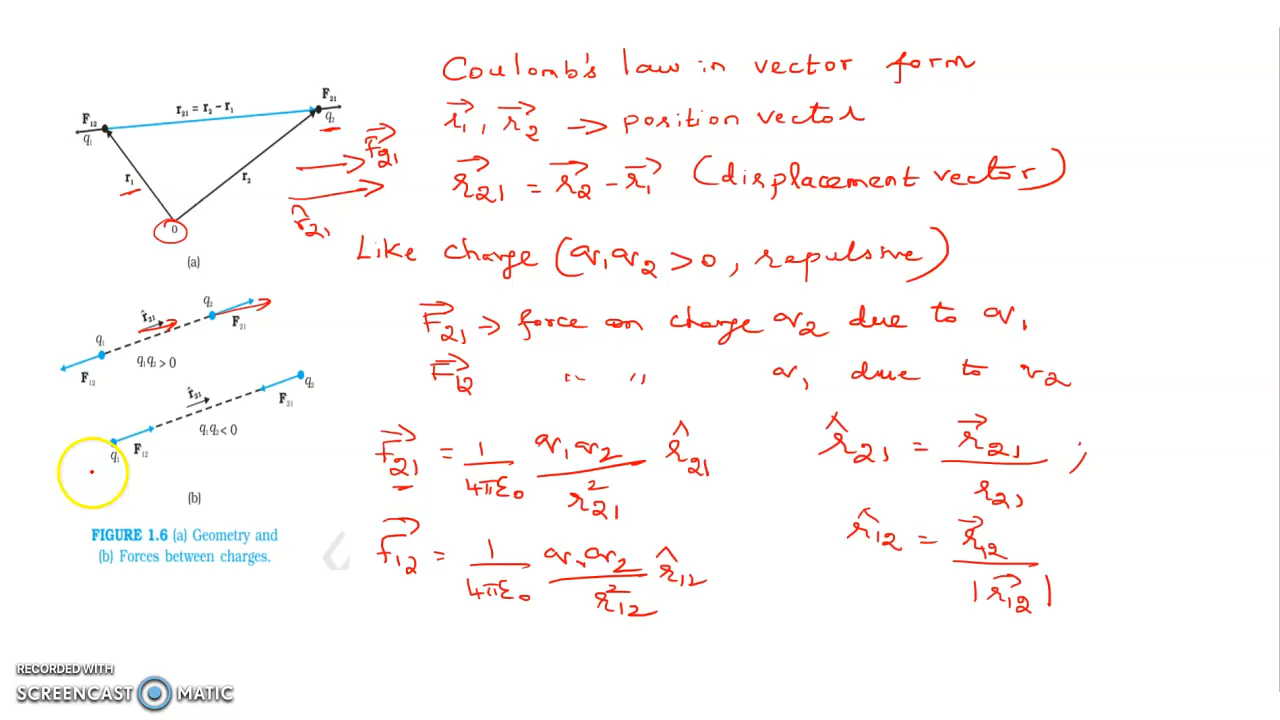 Coulomb's law in vector form
r₁⃗, r₂⃗ → position vector
r₂₁⃗ = r₂⃗ - r₁⃗ (displacement vector)
Like charge (q₁q₂ > 0, repulsive)
F₂₁⃗ → force on charge q₂ due to q₁
F₁₂⃗ " " q₁ due to q₂
F₂₁⃗ = 1/4πε₀ q₁q₂/r₂₁² r̂₂₁
r̂₂₁ = r₂₁⃗/r₂₁ ;
F₁₂⃗ = 1/4πε₀ q₁q₂/r₁₂² r̂₁₂
r̂₁₂ = r₁₂⃗/|r₁₂⃗|
F₂₁
r₂₁ = r₂ - r₁
F₁₂
q₁
q₂
F₂₁⃗
r₁
r₂
r̂₂₁
O
(a)
q₂
r̂₂₁
F₂₁
q₁
q₁q₂ > 0
F₁₂
r̂₂₁
q₂
F₂₁
q₁q₂ < 0
q₁
F₁₂
(b)
FIGURE 1.6 (a) Geometry and
(b) Forces between charges.
RECORDED WITH
SCREENCAST MATIC